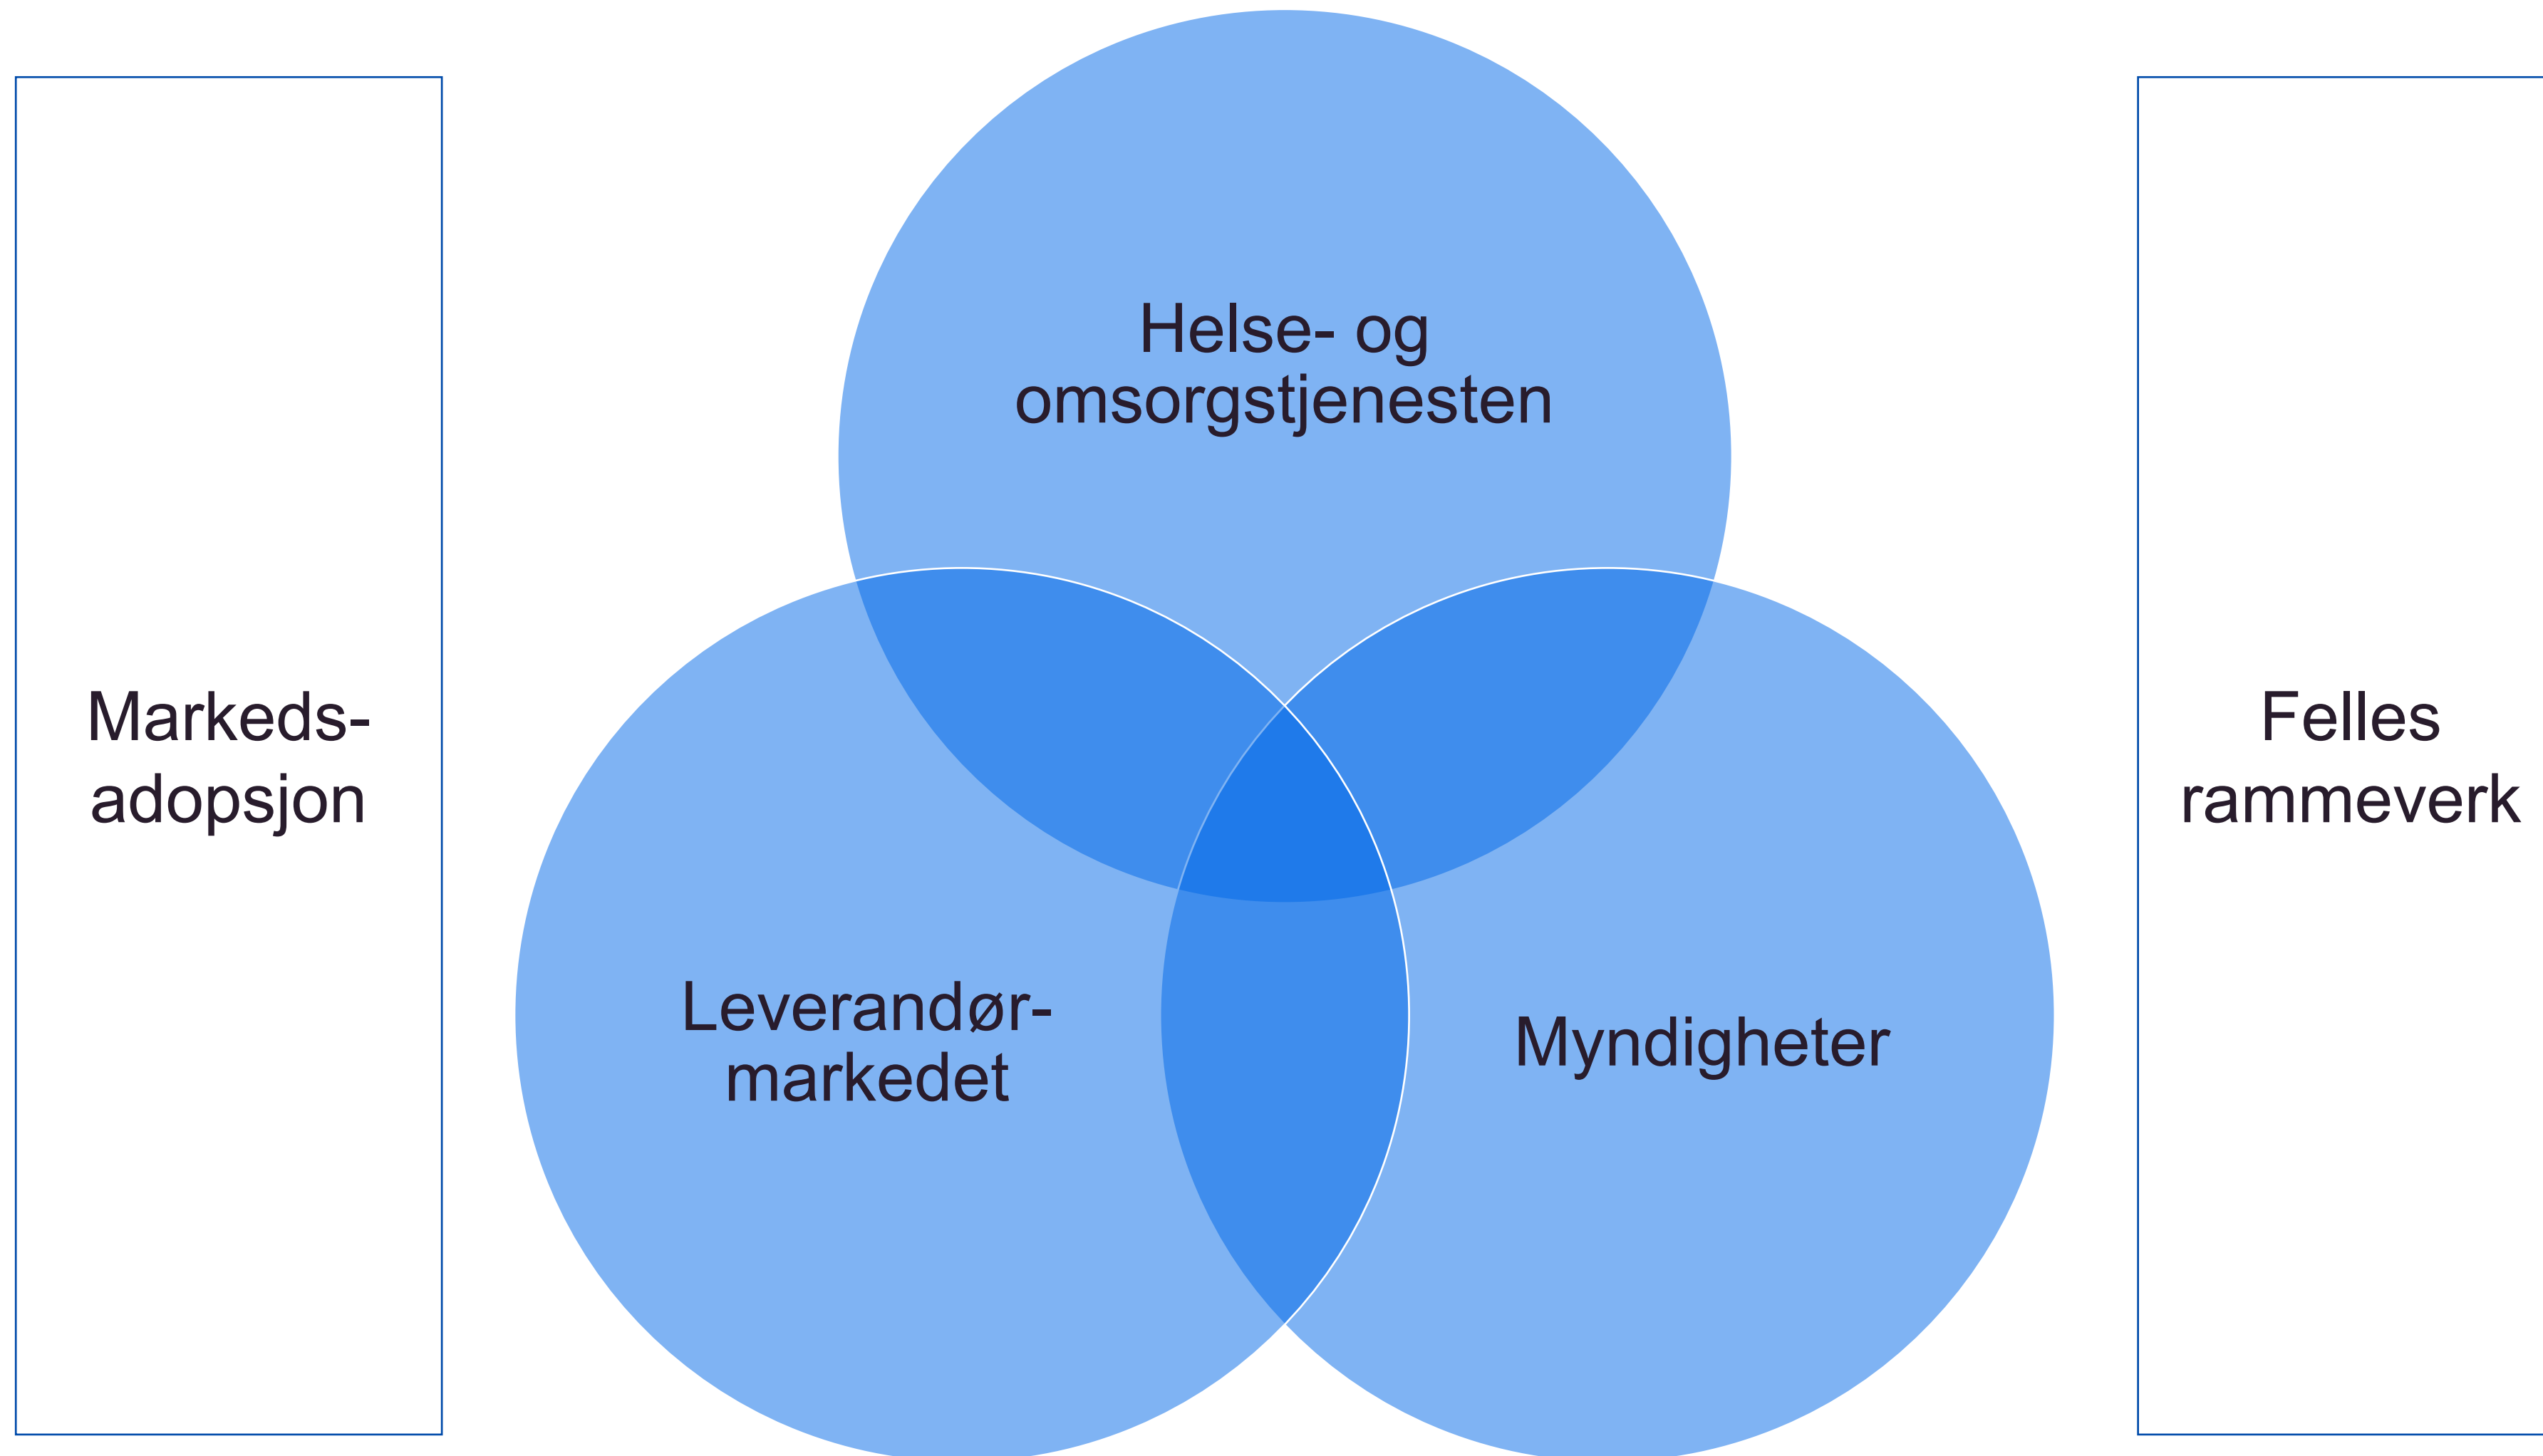 Helse- og
omsorgstjenesten
Markeds-
adopsjon
Felles
rammeverk
Leverandør-
markedet
Myndigheter